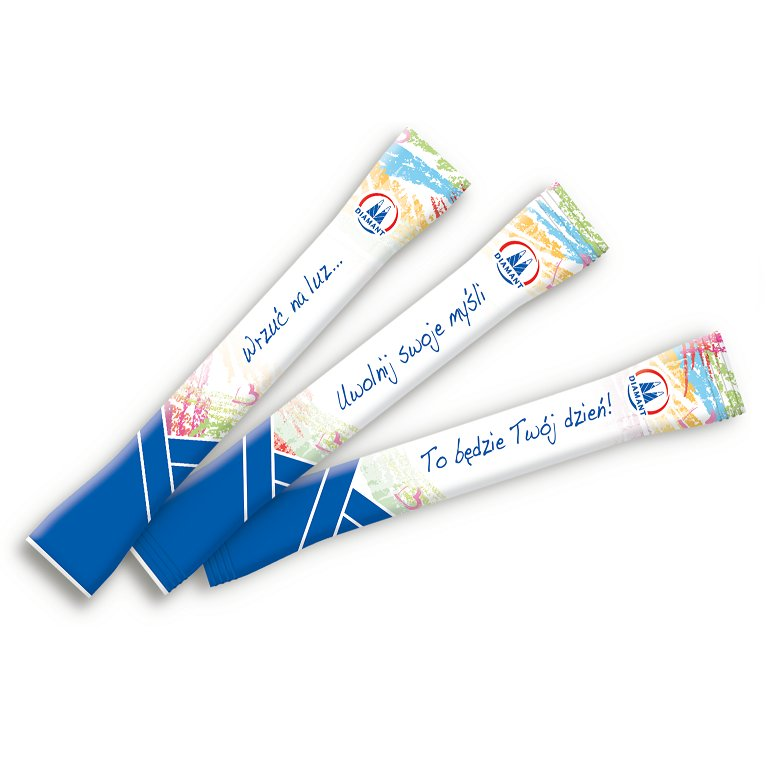 Wrzuć na luz...
DIAMANT
Uwolnij swoje myśli
DIAMANT
To będzie Twój dzień!
DIAMANT